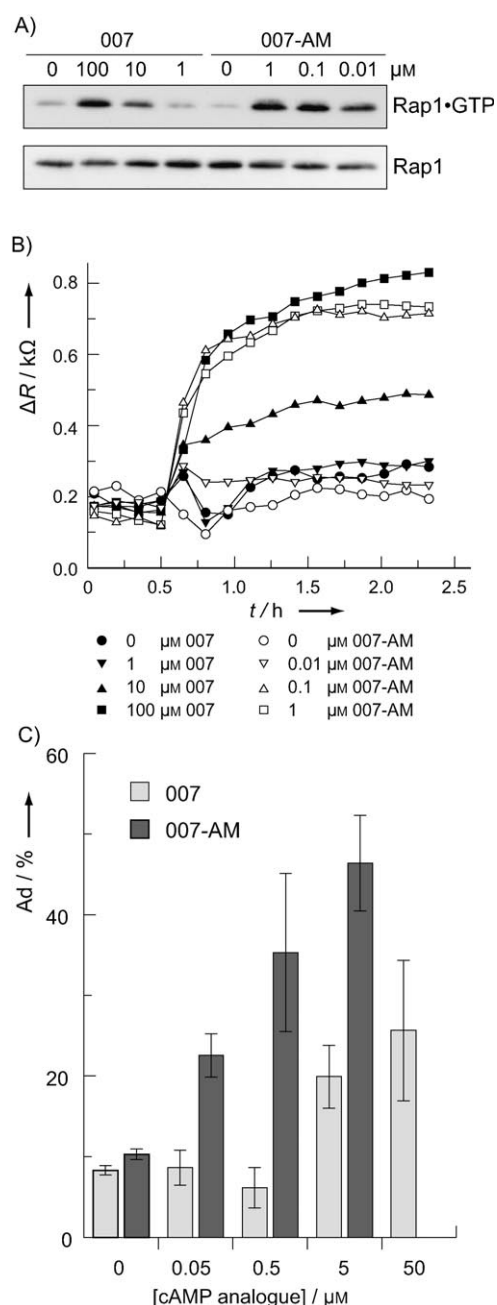 A)
007 007-AM
0 100 10 1 0 1 0.1 0.01 µM
Rap1•GTP
Rap1
B)
ΔR / kΩ
0.8
0.6
0.4
0.2
0.0
0 0.5 1.0 1.5 2.0 2.5
t / h
0 µM 007 0 µM 007-AM
1 µM 007 0.01 µM 007-AM
10 µM 007 0.1 µM 007-AM
100 µM 007 1 µM 007-AM
C)
60
007
007-AM
Ad / %
40
20
0
0 0.05 0.5 5 50
[cAMP analogue] / µM